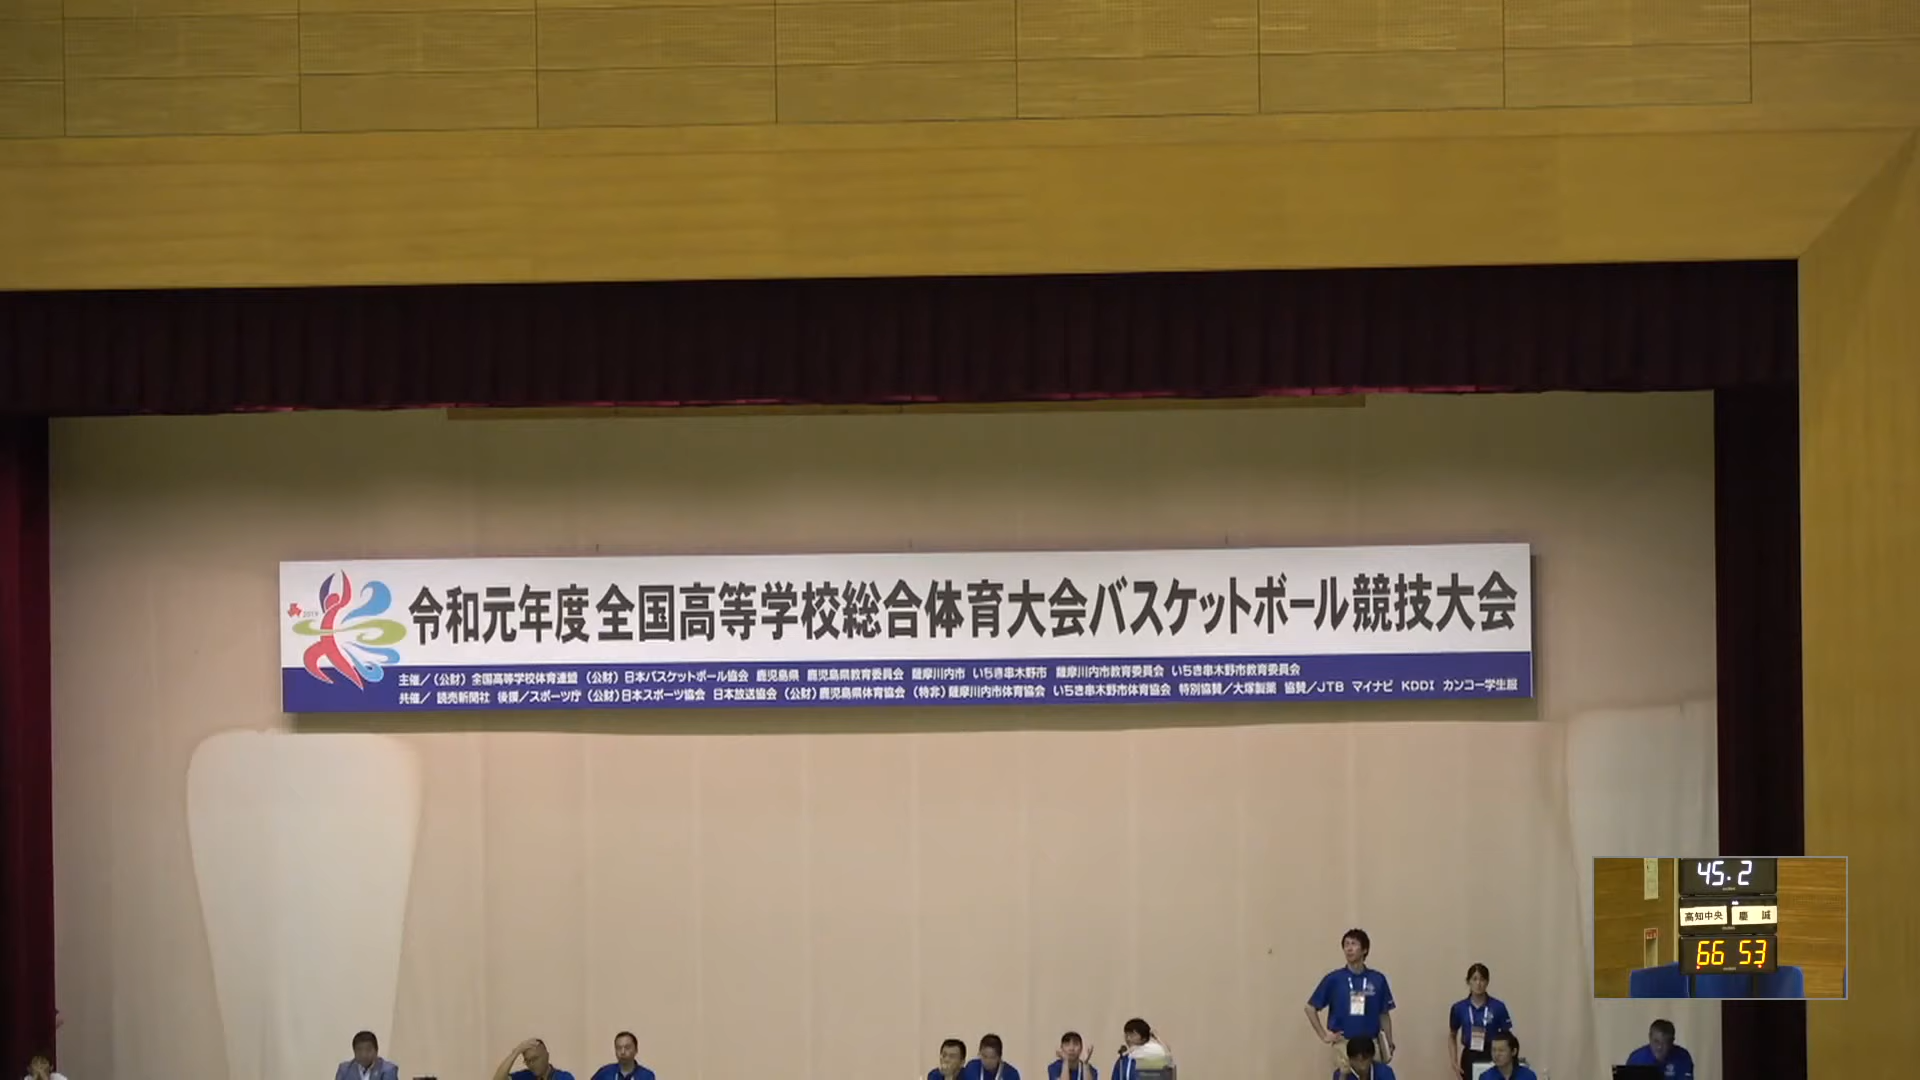 2019
令和元年度 全国高等学校総合体育大会バスケットボール競技大会
主催／（公財）全国高等学校体育連盟 （公財）日本バスケットボール協会 鹿児島県 鹿児島県教育委員会 薩摩川内市 いちき串木野市 薩摩川内市教育委員会 いちき串木野市教育委員会
共催／ 読売新聞社 後援／スポーツ庁（公財）日本スポーツ協会 日本放送協会（公財）鹿児島県体育協会（特非）薩摩川内市体育協会 いちき串木野市体育協会 特別協賛／大塚製薬 協賛／JTB マイナビ KDDI カンコー学生服
45.2
高知中央 慶誠
66 53